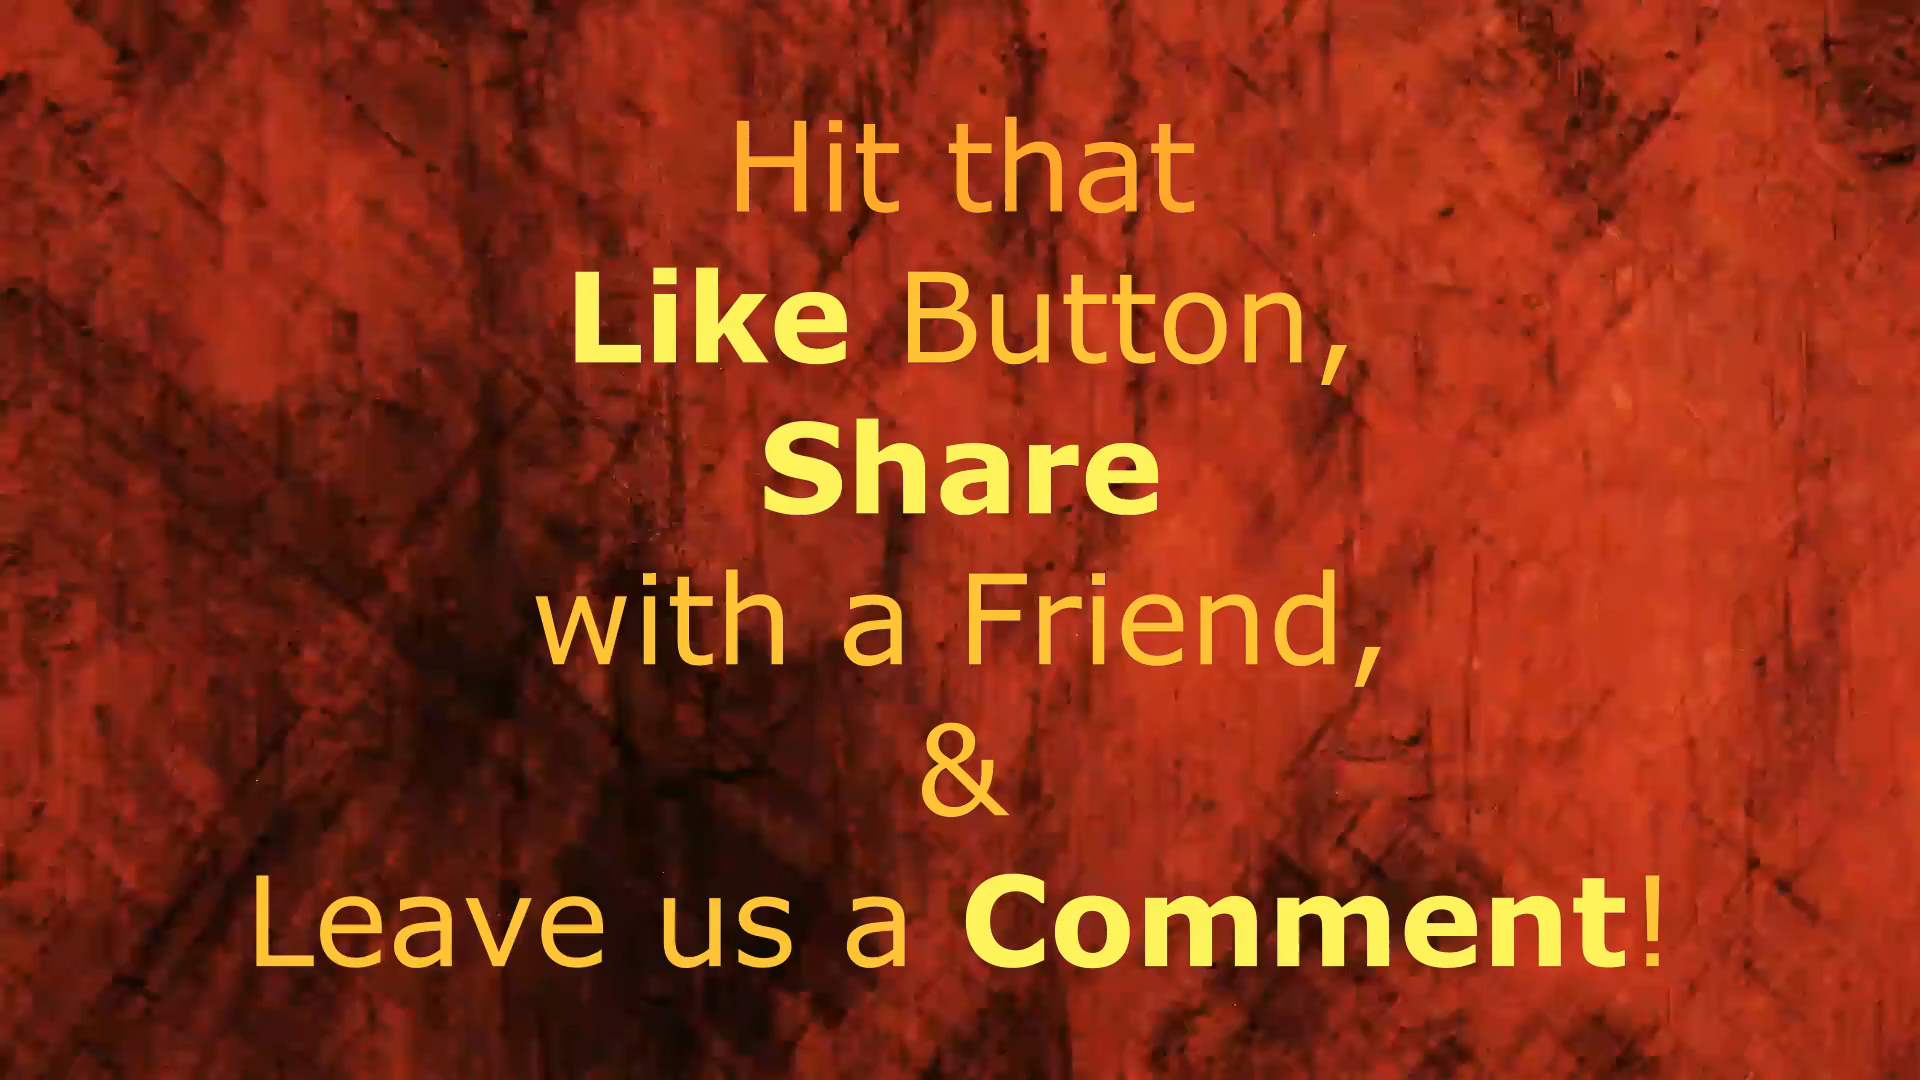 Hit that
Like Button,
Share
with a Friend,
&
Leave us a Comment!